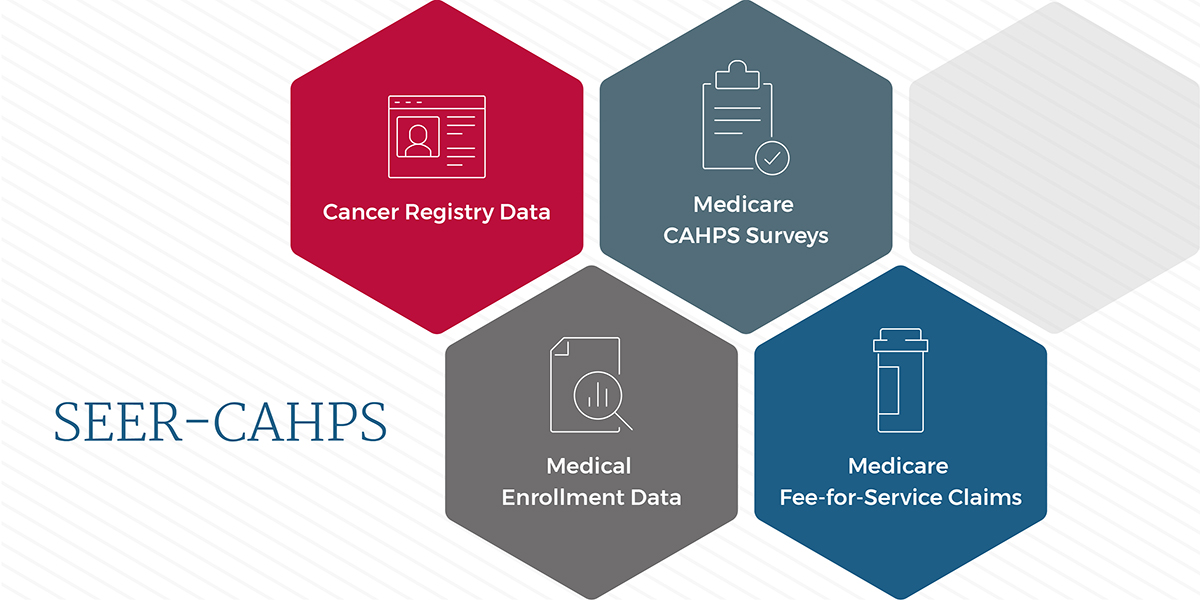 Cancer Registry Data
Medicare
CAHPS Surveys
SEER-CAHPS
Medical
Enrollment Data
Medicare
Fee-for-Service Claims